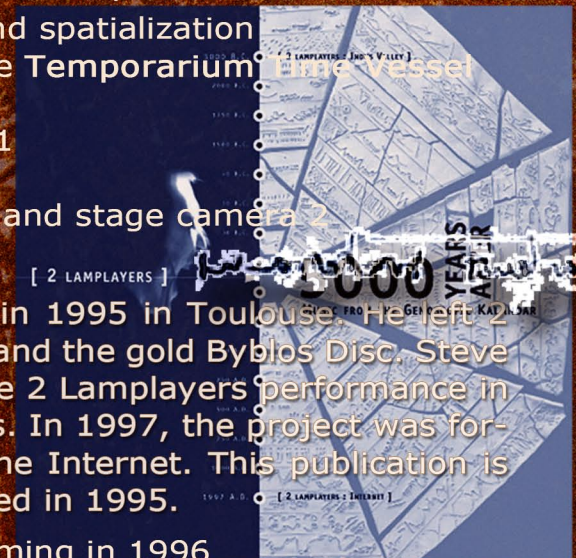 nd spatialization
[ 2 LAMPLAYERS : INDUS VALLEY ]
e Temporarium Time Vessel
1
and stage camera 2
[ 2 LAMPLAYERS ]
5000 YEARS AFTER
in 1995 in Toulouse. He left 2
and the gold Byblos Disc. Steve
e 2 Lamplayers performance in
s. In 1997, the project was for-
ne Internet. This publication is
1997 A.D.
[ 2 LAMPLAYERS : INTERNET ]
ed in 1995.
ming in 1996